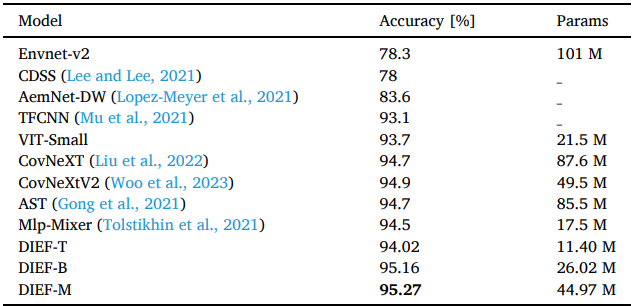 Model Accuracy [%] Params
Envnet-v2 78.3 101 M
CDSS (Lee and Lee, 2021) 78 _
AemNet-DW (Lopez-Meyer et al., 2021) 83.6 _
TFCNN (Mu et al., 2021) 93.1 _
VIT-Small 93.7 21.5 M
CovNeXT (Liu et al., 2022) 94.7 87.6 M
CovNeXtV2 (Woo et al., 2023) 94.9 49.5 M
AST (Gong et al., 2021) 94.7 85.5 M
Mlp-Mixer (Tolstikhin et al., 2021) 94.5 17.5 M
DIEF-T 94.02 11.40 M
DIEF-B 95.16 26.02 M
DIEF-M 95.27 44.97 M